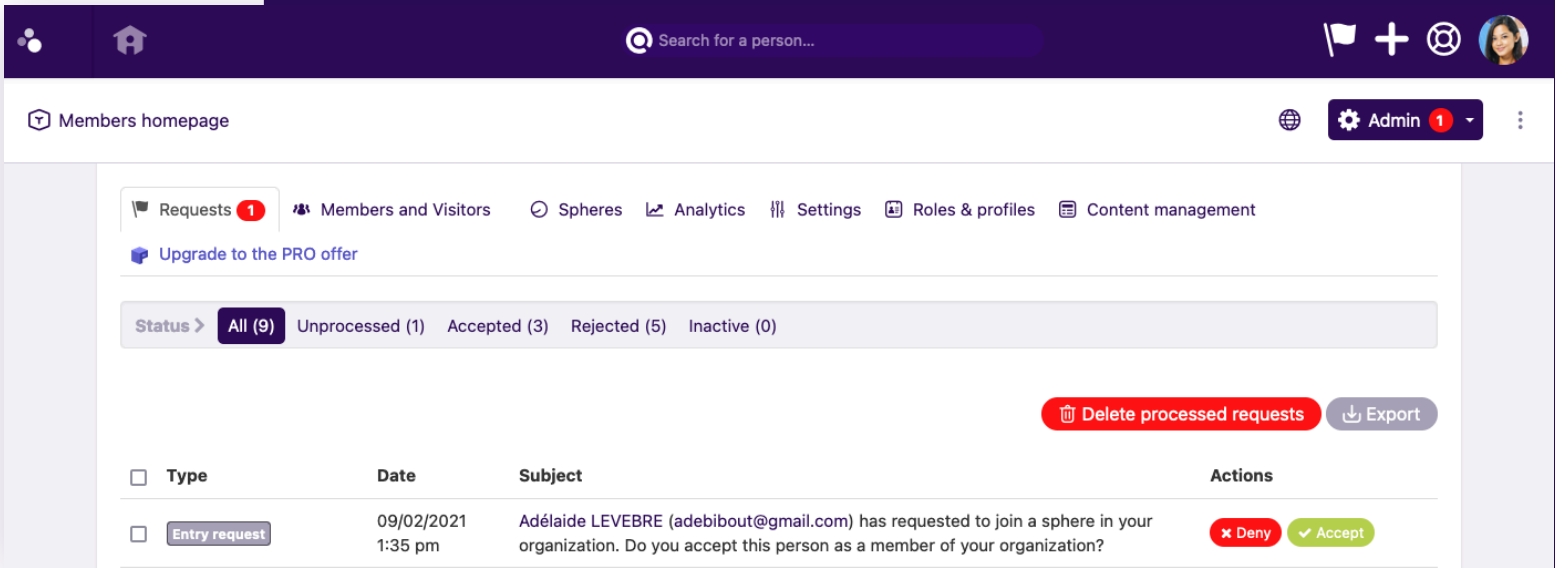 Search for a person...
Members homepage
Admin 1
Requests 1 Members and Visitors Spheres Analytics Settings Roles & profiles Content management
Upgrade to the PRO offer
Status All (9) Unprocessed (1) Accepted (3) Rejected (5) Inactive (0)
Delete processed requests Export
Type Date Subject Actions
Entry request
09/02/2021
1:35 pm
Adélaide LEVEBRE (adebibout@gmail.com) has requested to join a sphere in your
organization. Do you accept this person as a member of your organization?
Deny Accept